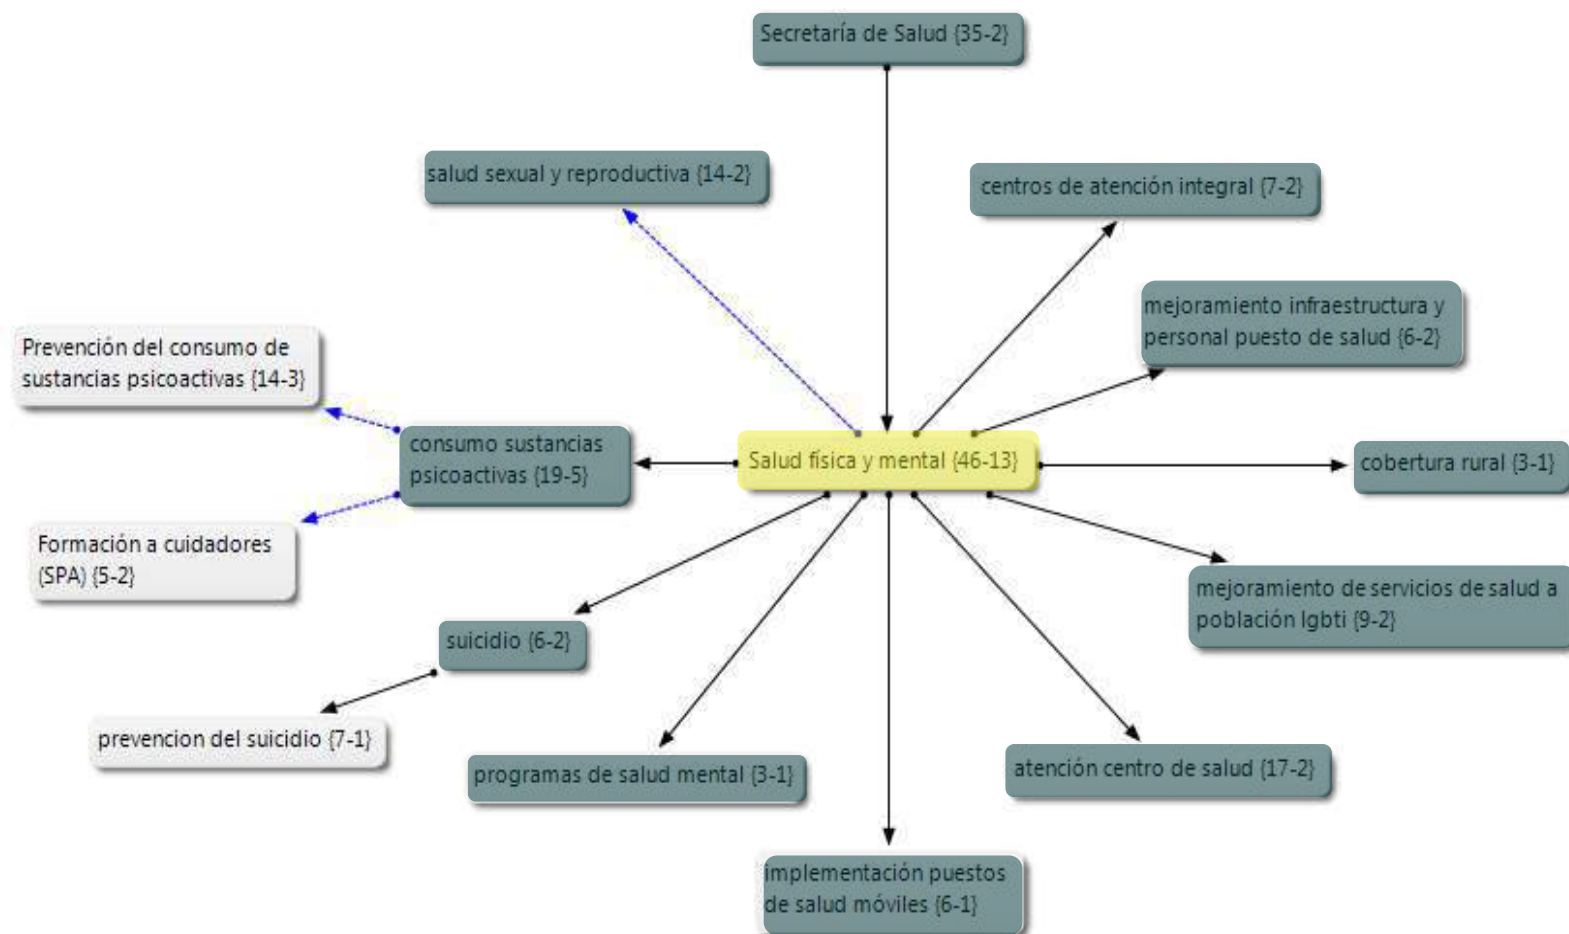 Secretaría de Salud {35-2}
salud sexual y reproductiva {14-2}
centros de atención integral {7-2}
mejoramiento infraestructura y
personal puesto de salud {6-2}
Prevención del consumo de
sustancias psicoactivas {14-3}
consumo sustancias
psicoactivas {19-5}
Salud física y mental {46-13}
cobertura rural {3-1}
Formación a cuidadores
(SPA) {5-2}
mejoramiento de servicios de salud a
población lgbti {9-2}
suicidio {6-2}
prevencion del suicidio {7-1}
programas de salud mental {3-1}
atención centro de salud {17-2}
implementación puestos
de salud móviles {6-1}